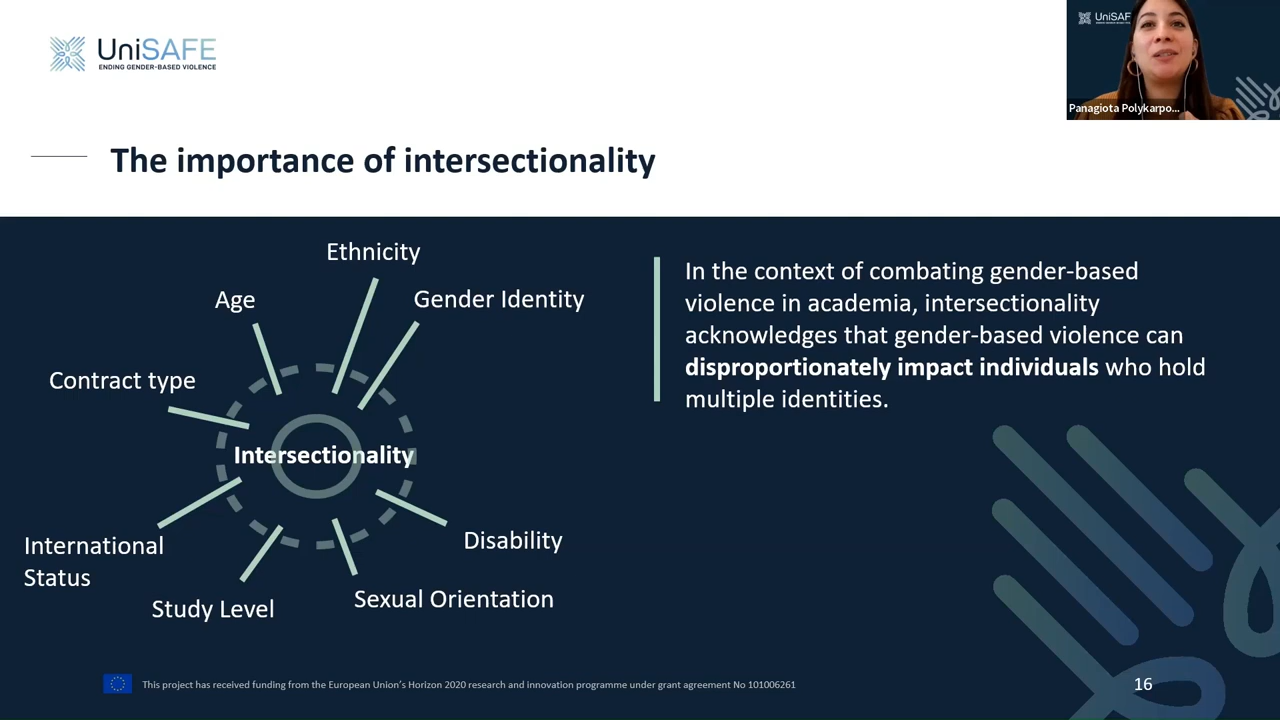 UniSAFE
ENDING GENDER-BASED VIOLENCE
UniSAF
Panagiota Polykarpo...
The importance of intersectionality
Ethnicity
Age
Gender Identity
Contract type
Intersectionality
International
Status
Disability
Study Level
Sexual Orientation
In the context of combating gender-based
violence in academia, intersectionality
acknowledges that gender-based violence can
disproportionately impact individuals who hold
multiple identities.
This project has received funding from the European Union's Horizon 2020 research and innovation programme under grant agreement No 101006261
16